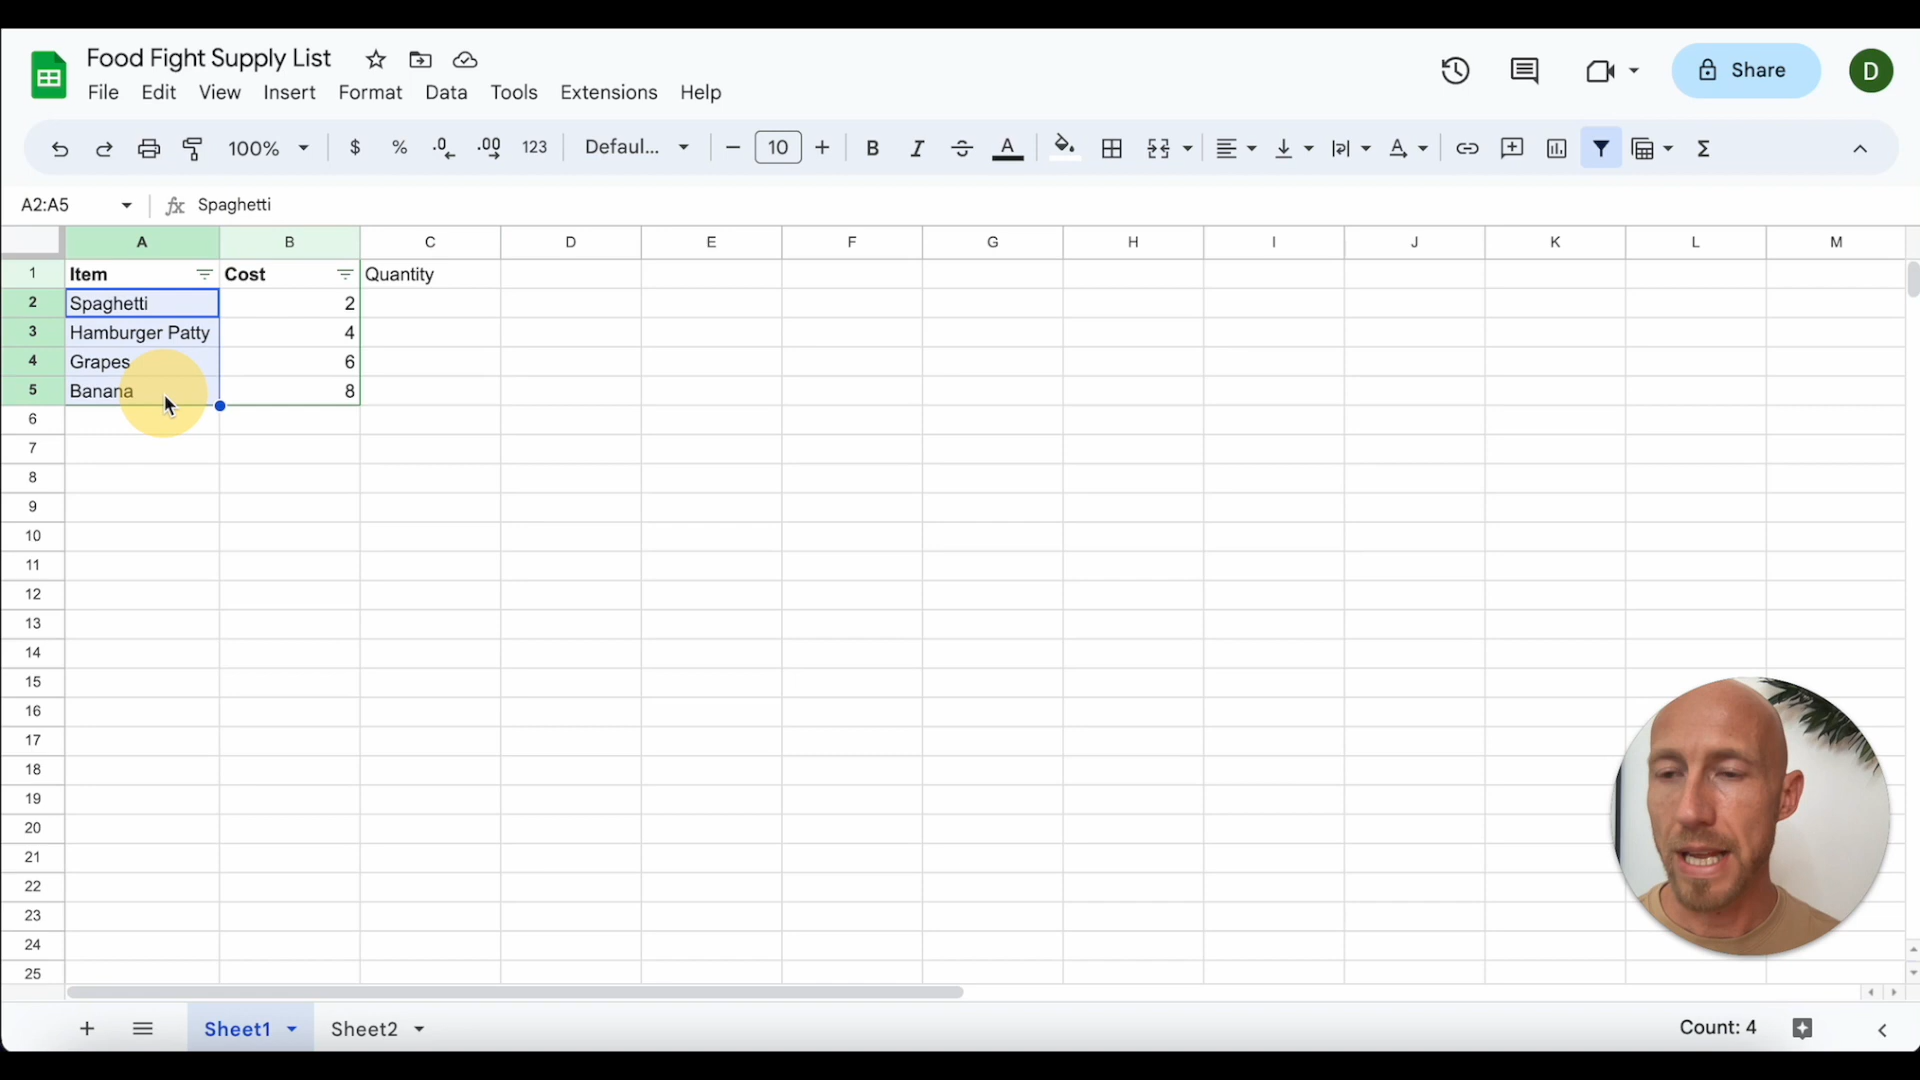 Food Fight Supply List
File Edit View Insert Format Data Tools Extensions Help
Share
D
100% $ % .0 .00 123 Defaul... − 10 + B I A A Σ
A2:A5 fx Spaghetti
A B C D E F G H I J K L M
1 Item Cost Quantity
2 Spaghetti 2
3 Hamburger Patty 4
4 Grapes 6
5 Banana 8
6
7
8
9
10
11
12
13
14
15
16
17
18
19
20
21
22
23
24
25
Sheet1 Sheet2 Count: 4